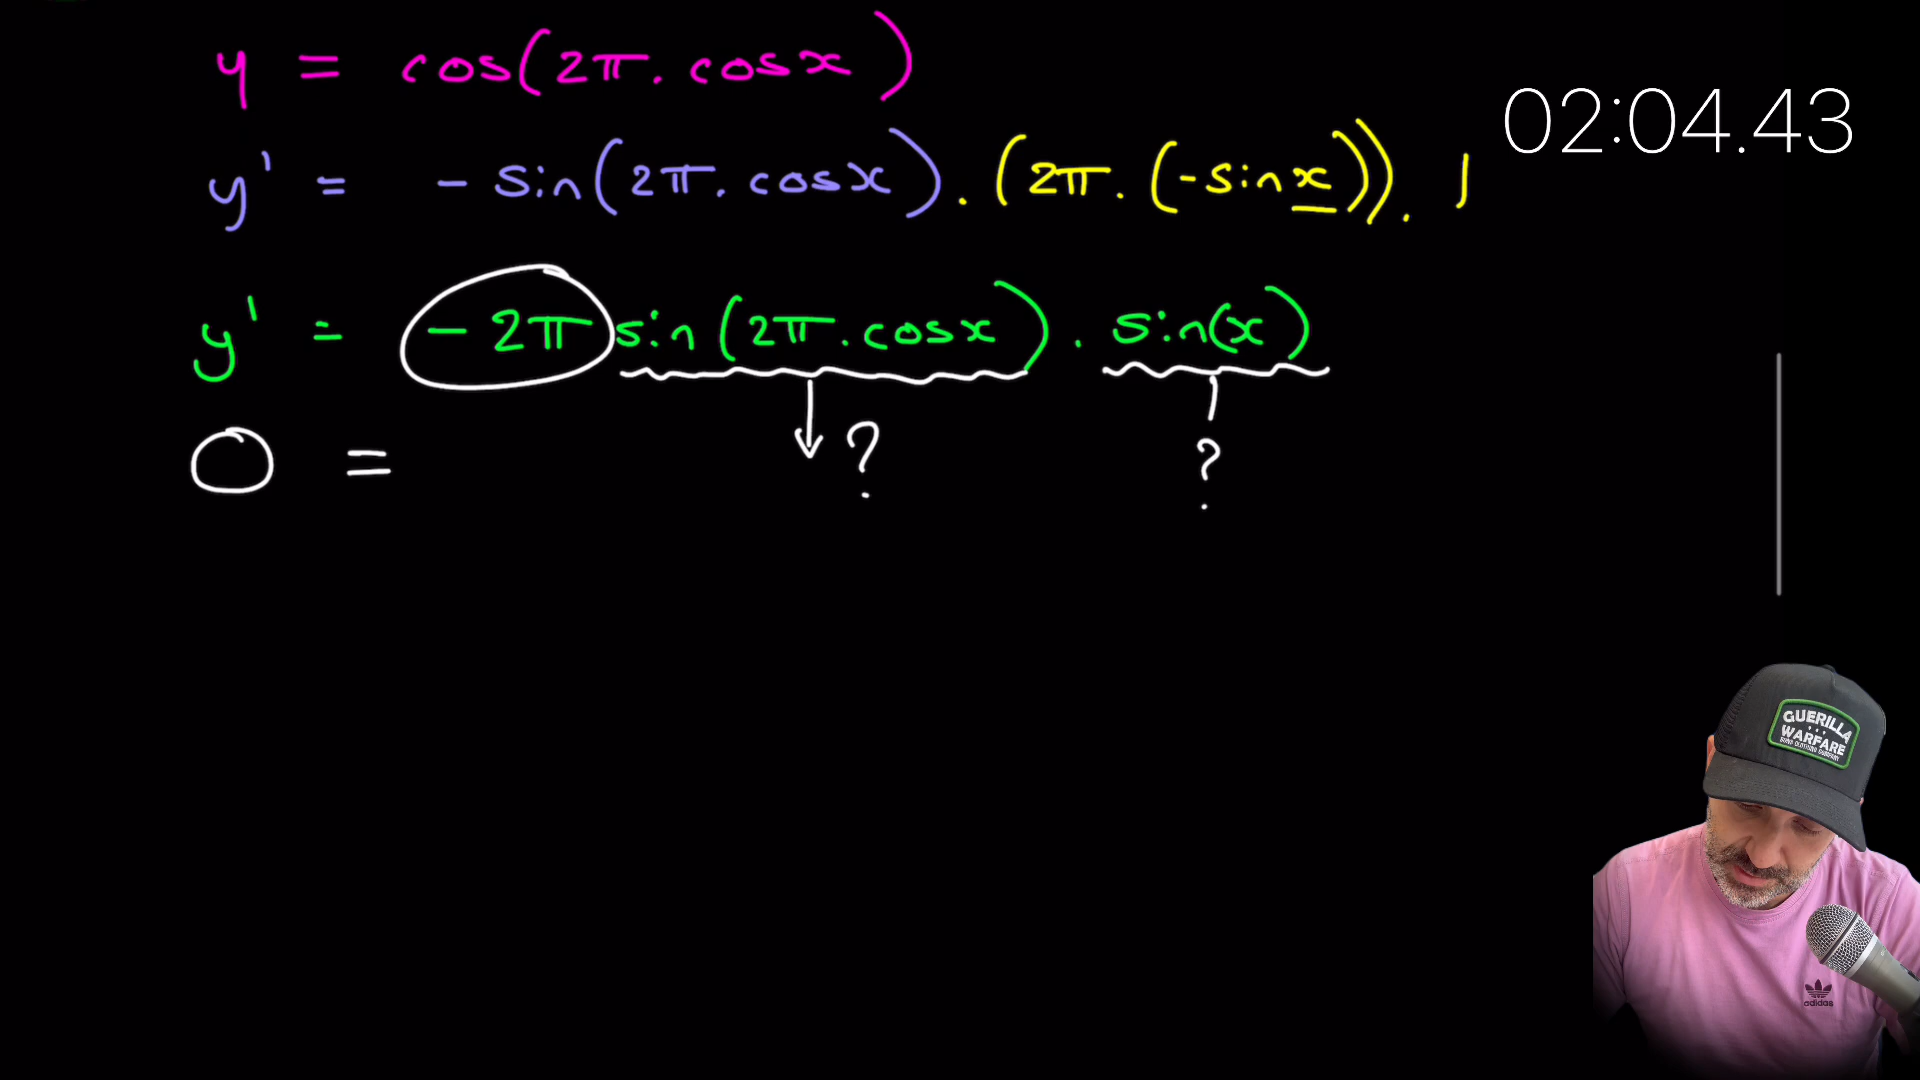 y = cos(2π. cosx)
02:04.43
y' = - sin(2π. cosx) . (2π. (-sinx)). 1
y' = -2π sin(2π. cosx) . sin(x)
0 = ? ?
GUERILLA
WARFARE
adidas